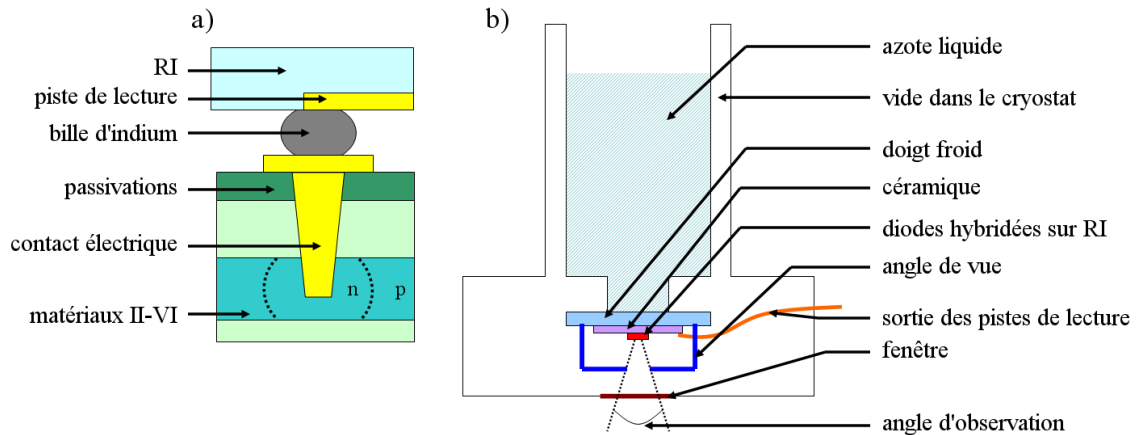 a)
RI
piste de lecture
bille d'indium
passivations
contact électrique
matériaux II-VI
n
p
b)
azote liquide
vide dans le cryostat
doigt froid
céramique
diodes hybridées sur RI
angle de vue
sortie des pistes de lecture
fenêtre
angle d'observation